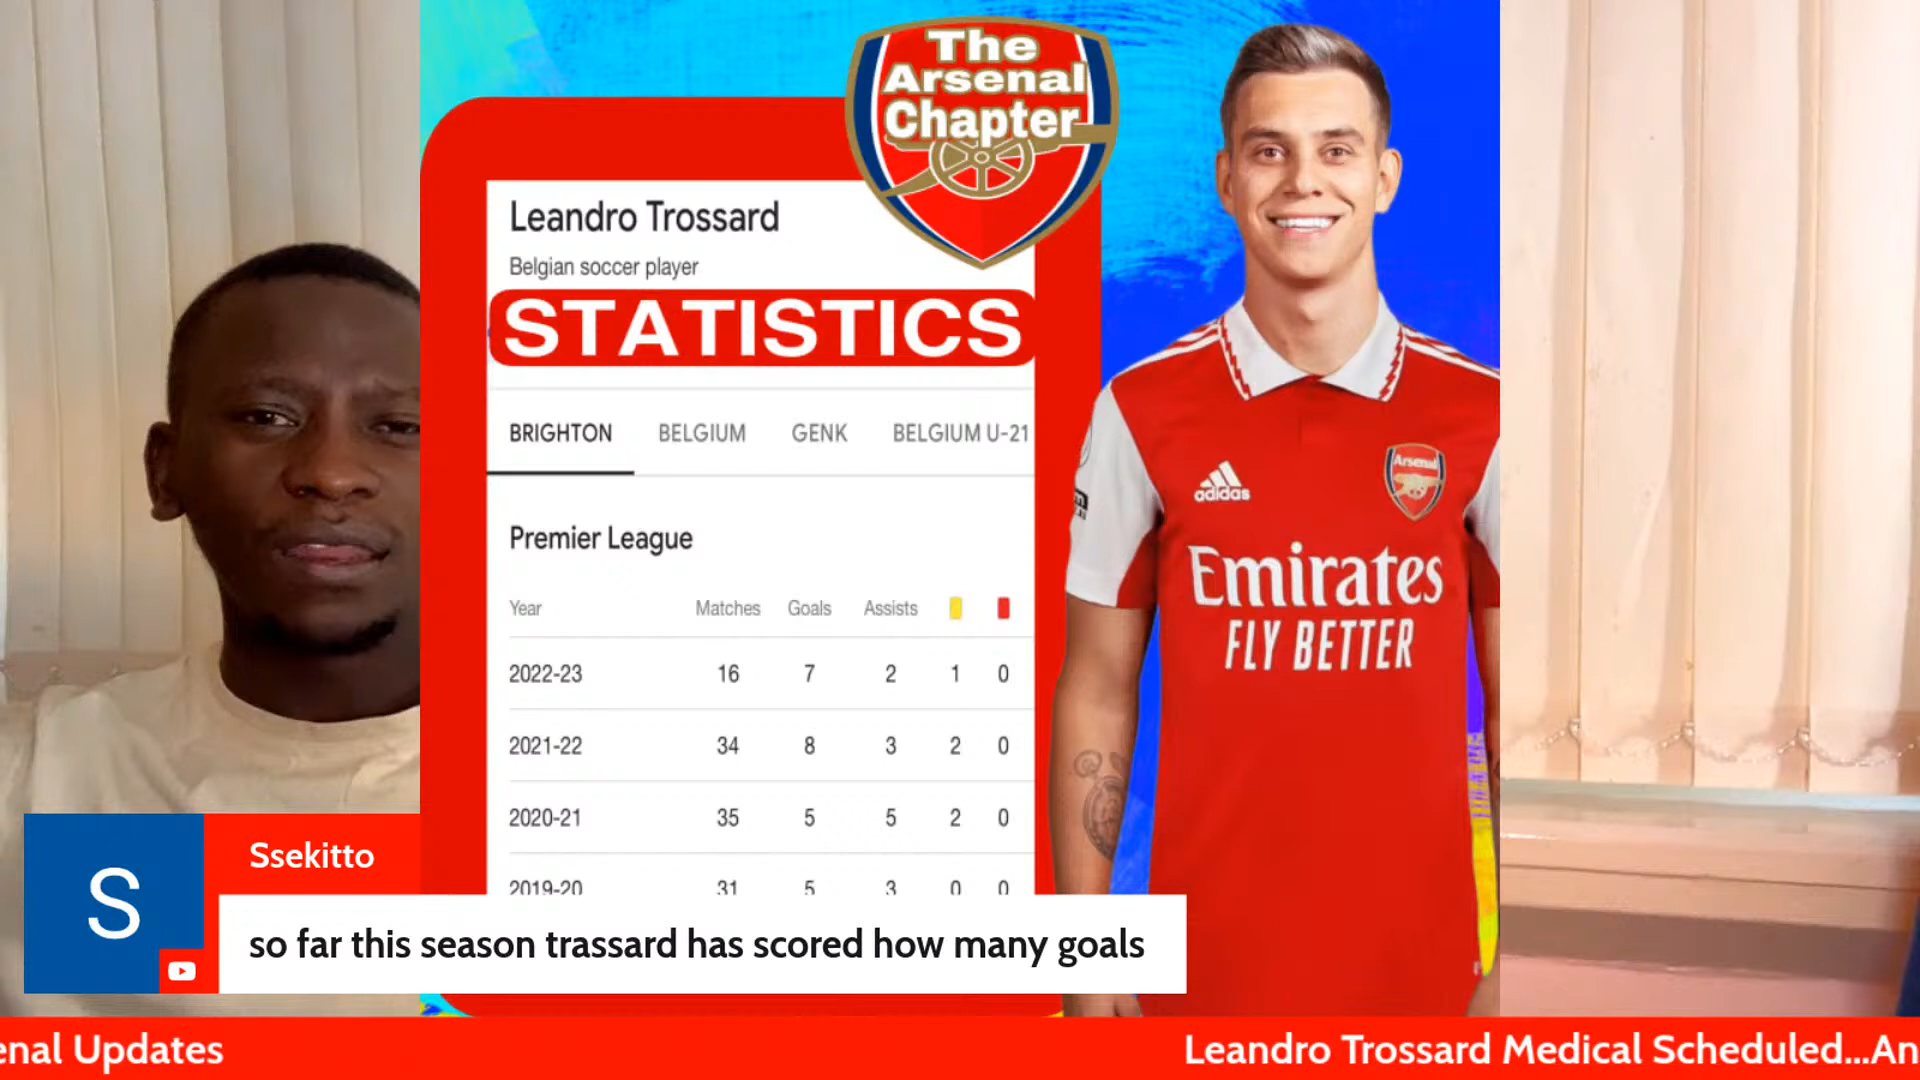 The
Arsenal
Chapter
Leandro Trossard
Belgian soccer player
STATISTICS
BRIGHTON BELGIUM GENK BELGIUM U-21
Premier League
Year Matches Goals Assists
2022-23 16 7 2 1 0
2021-22 34 8 3 2 0
2020-21 35 5 5 2 0
2019-20 31 5 3 0 0
adidas
Arsenal
Emirates
FLY BETTER
S
Ssekitto
so far this season trassard has scored how many goals
enal Updates
Leandro Trossard Medical Scheduled...An